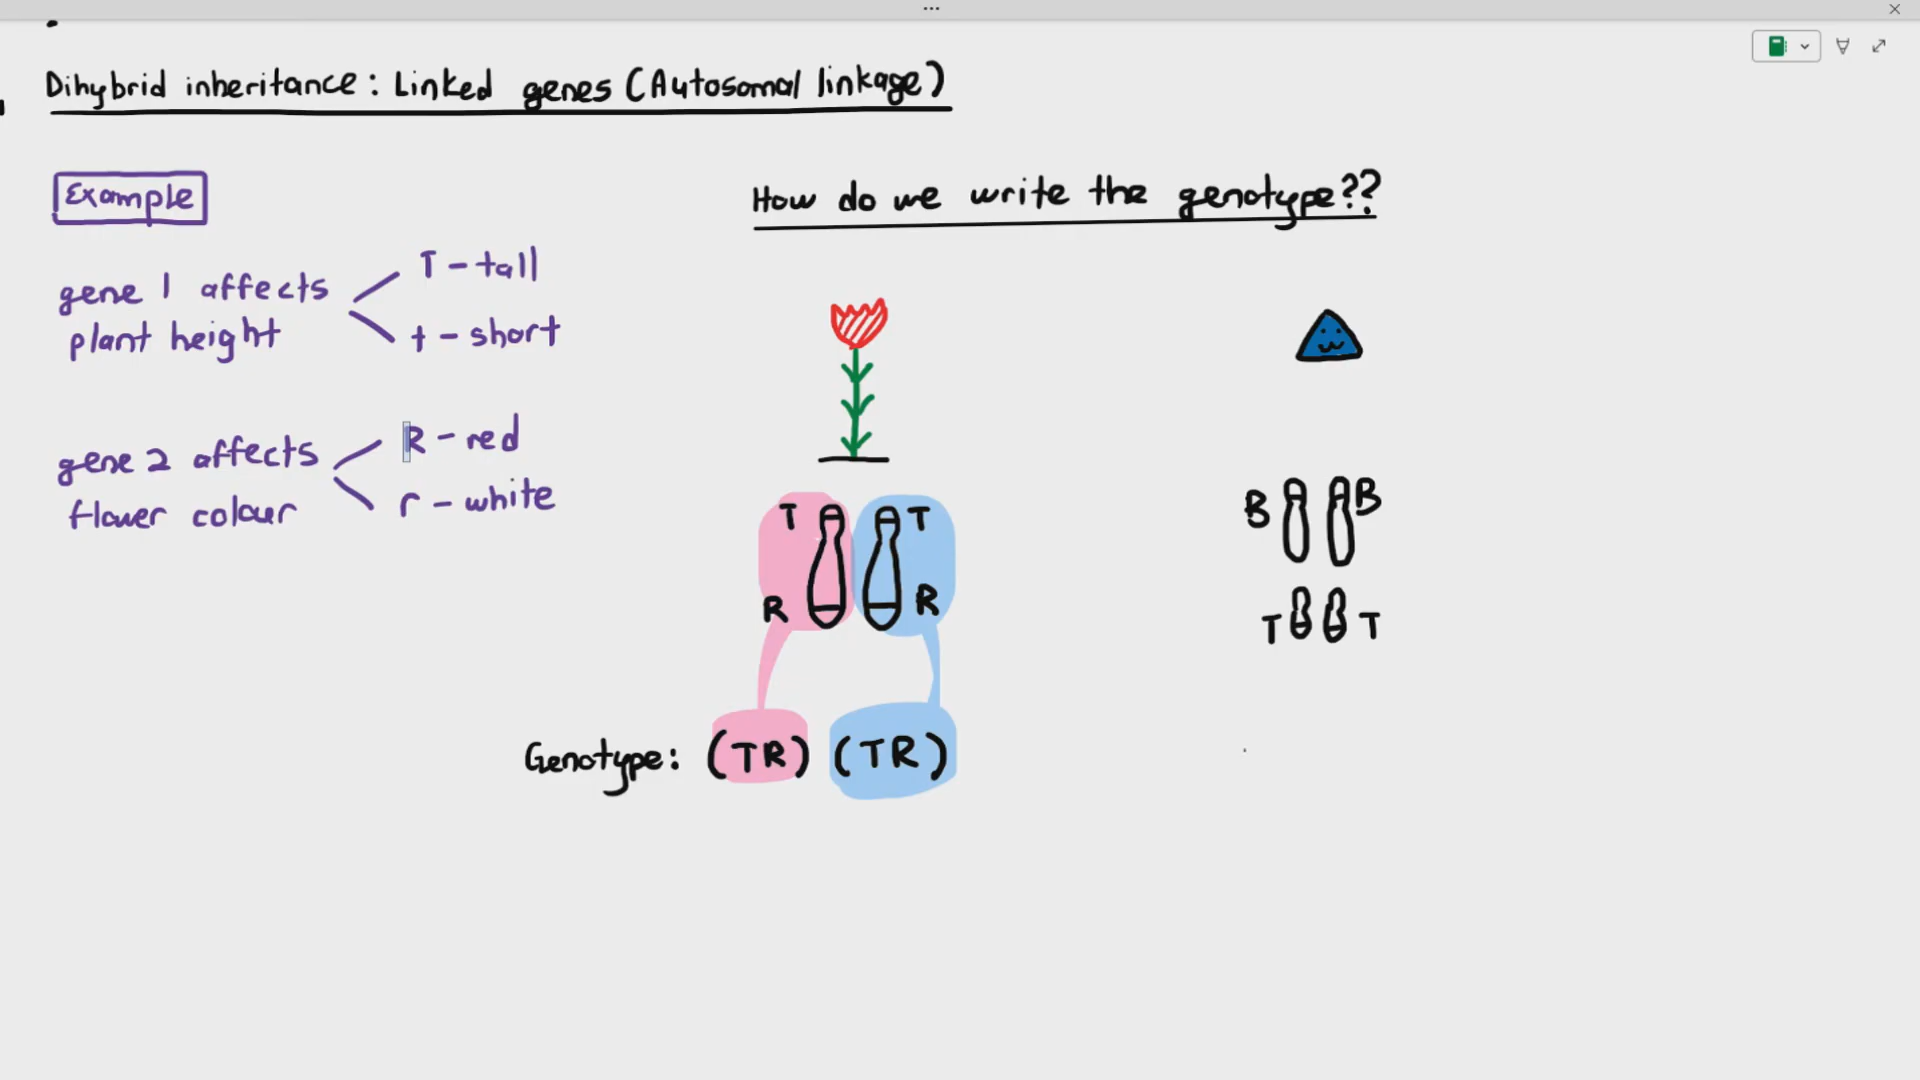 Dihybrid inheritance: Linked genes (Autosomal linkage)
Example
How do we write the genotype??
gene 1 affects
plant height
T - tall
t - short
gene 2 affects
flower colour
R - red
r - white
T T
R R
B B
T T
Genotype: (TR) (TR)